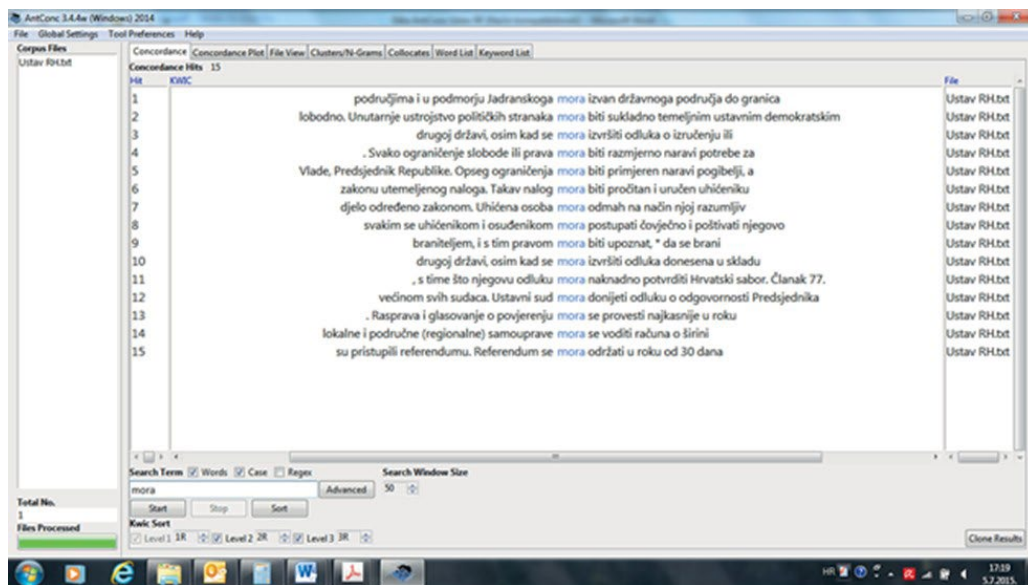 AntConc 3.4.4w (Windows) 2014
File Global Settings Tool Preferences Help
Corpus Files
Ustav RH.txt
Concordance Concordance Plot File View Clusters/N-Grams Collocates Word List Keyword List
Concordance Hits 15
Hit KWIC File
1 područjima i u podmorju Jadranskoga mora izvan državnoga područja do granica Ustav RH.txt
2 lobodno. Unutarnje ustrojstvo političkih stranaka mora biti sukladno temeljnim ustavnim demokratskim Ustav RH.txt
3 drugoj državi, osim kad se mora izvršiti odluka o izručenju ili Ustav RH.txt
4 . Svako ograničenje slobode ili prava mora biti razmjerno naravi potrebe za Ustav RH.txt
5 Vlade, Predsjednik Republike. Opseg ograničenja mora biti primjeren naravi pogibelji, a Ustav RH.txt
6 zakonu utemeljenog naloga. Takav nalog mora biti pročitan i uručen uhićeniku Ustav RH.txt
7 djelo određeno zakonom. Uhićena osoba mora odmah na način njoj razumljiv Ustav RH.txt
8 svakim se uhićenikom i osuđenikom mora postupati čovječno i poštivati njegovo Ustav RH.txt
9 braniteljem, i s tim pravom mora biti upoznat, * da se brani Ustav RH.txt
10 drugoj državi, osim kad se mora izvršiti odluka donesena u skladu Ustav RH.txt
11 , s time što njegovu odluku mora naknadno potvrditi Hrvatski sabor. Članak 77. Ustav RH.txt
12 većinom svih sudaca. Ustavni sud mora donijeti odluku o odgovornosti Predsjednika Ustav RH.txt
13 . Rasprava i glasovanje o povjerenju mora se provesti najkasnije u roku Ustav RH.txt
14 lokalne i područne (regionalne) samouprave mora se voditi računa o širini Ustav RH.txt
15 su pristupili referendumu. Referendum se mora održati u roku od 30 dana Ustav RH.txt
Search Term Words Case Regex Search Window Size
mora Advanced 50
Start Stop Sort
Total No.
1
Files Processed
Kwic Sort
Level 1 1R Level 2 2R Level 3 3R Clone Results
HR 17:19
5.7.2015.